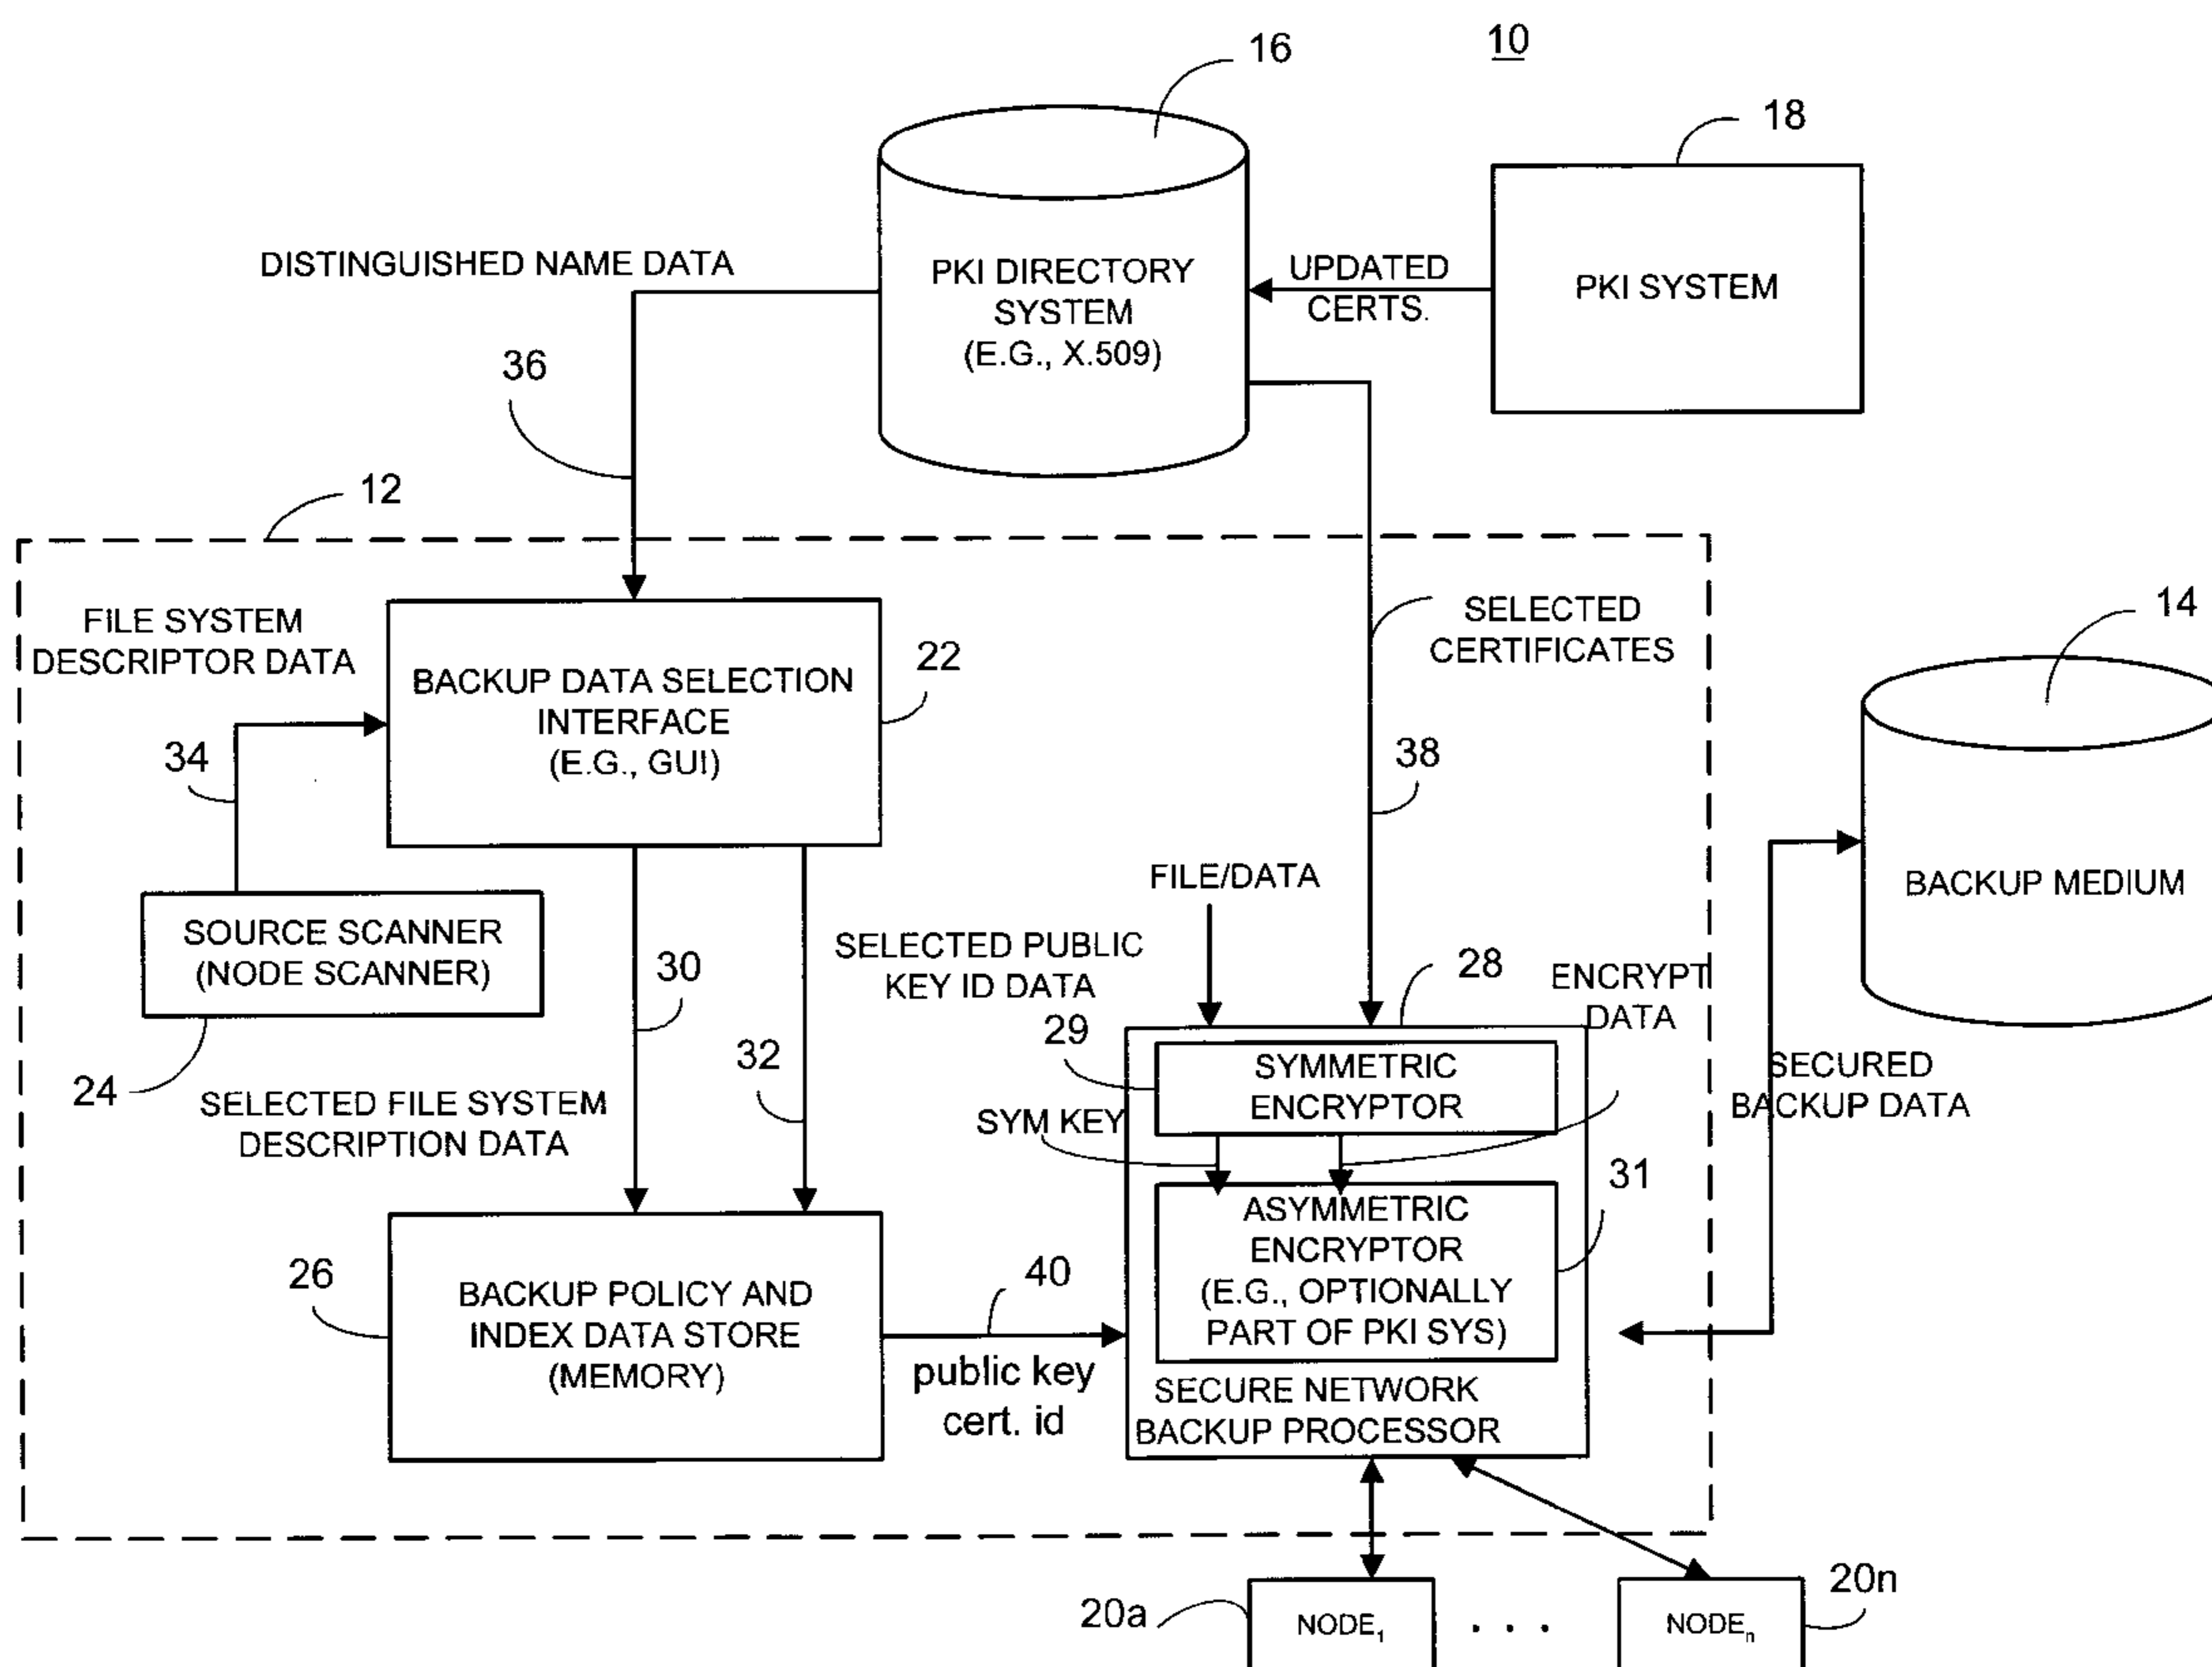 10
16
18
DISTINGUISHED NAME DATA
PKI DIRECTORY
SYSTEM
(E.G., X.509)
UPDATED
CERTS.
PKI SYSTEM
36
12
FILE SYSTEM
DESCRIPTOR DATA
BACKUP DATA SELECTION
INTERFACE
(E.G., GUI)
22
SELECTED
CERTIFICATES
14
34
38
BACKUP MEDIUM
FILE/DATA
SOURCE SCANNER
(NODE SCANNER)
24
30
32
SELECTED PUBLIC
KEY ID DATA
28
ENCRYPT
DATA
29
SYMMETRIC
ENCRYPTOR
SECURED
BACKUP DATA
SELECTED FILE SYSTEM
DESCRIPTION DATA
SYM KEY
31
ASYMMETRIC
ENCRYPTOR
(E.G., OPTIONALLY
PART OF PKI SYS)
26
BACKUP POLICY AND
INDEX DATA STORE
(MEMORY)
40
public key
cert. id
SECURE NETWORK
BACKUP PROCESSOR
20a
NODE₁
. . .
NODEₙ
20n